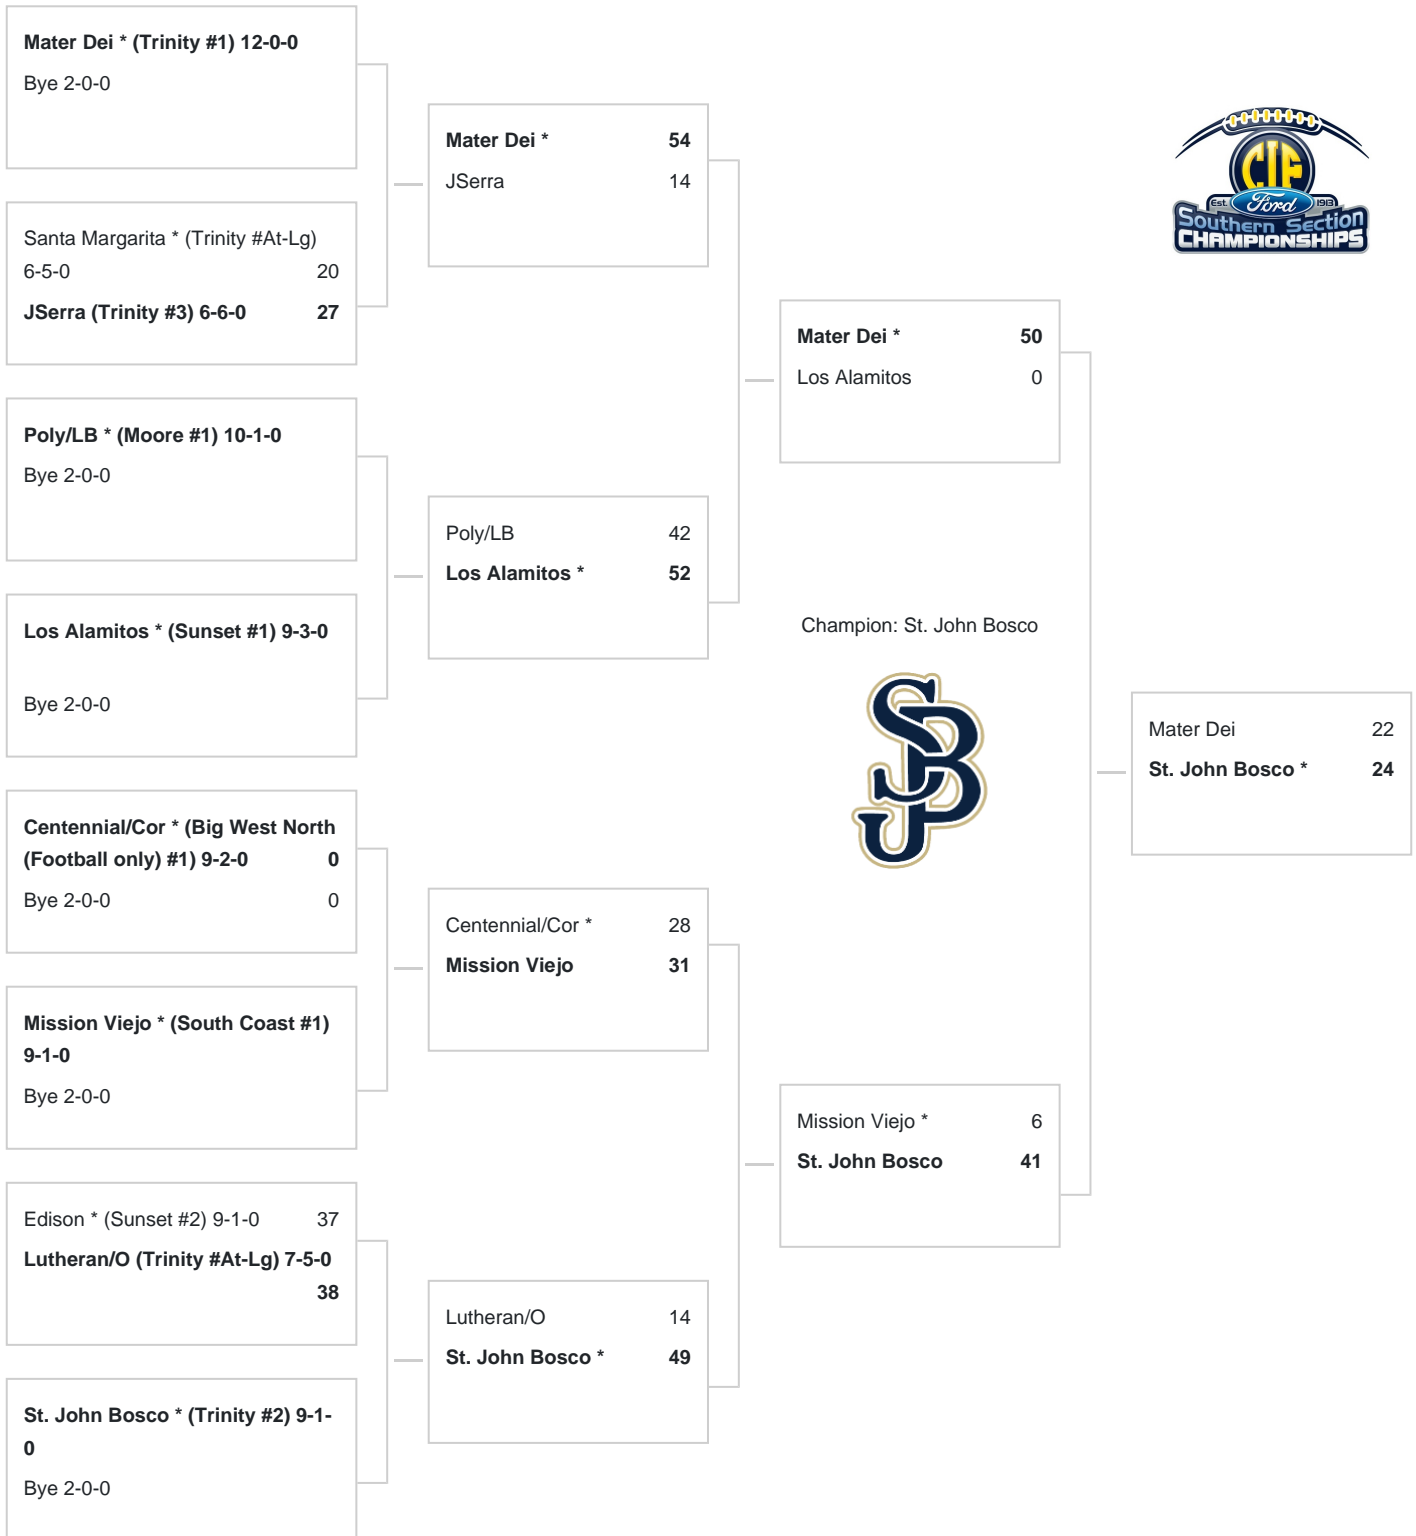 Mater Dei * (Trinity #1) 12-0-0
Bye 2-0-0
Santa Margarita * (Trinity #At-Lg)
6-5-0 20
JSerra (Trinity #3) 6-6-0 27
Poly/LB * (Moore #1) 10-1-0
Bye 2-0-0
Los Alamitos * (Sunset #1) 9-3-0
Bye 2-0-0
Centennial/Cor * (Big West North
(Football only) #1) 9-2-0 0
Bye 2-0-0 0
Mission Viejo * (South Coast #1)
9-1-0
Bye 2-0-0
Edison * (Sunset #2) 9-1-0 37
Lutheran/O (Trinity #At-Lg) 7-5-0
38
St. John Bosco * (Trinity #2) 9-1-
0
Bye 2-0-0
Mater Dei * 54
JSerra 14
Poly/LB 42
Los Alamitos * 52
Centennial/Cor * 28
Mission Viejo 31
Lutheran/O 14
St. John Bosco * 49
Mater Dei * 50
Los Alamitos 0
Champion: St. John Bosco
SJB
Mission Viejo * 6
St. John Bosco 41
CIF
Est. Ford 1913
Southern Section
CHAMPIONSHIPS
Mater Dei 22
St. John Bosco * 24